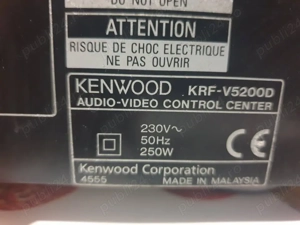 DO NOT OPEN
ATTENTION
RISQUE DE CHOC ELECTRIQUE
NE PAS OUVRIR
KENWOOD KRF-V5200D
AUDIO-VIDEO CONTROL CENTER
230V~
50Hz
250W
Kenwood Corporation
4555 MADE IN MALAYSIA